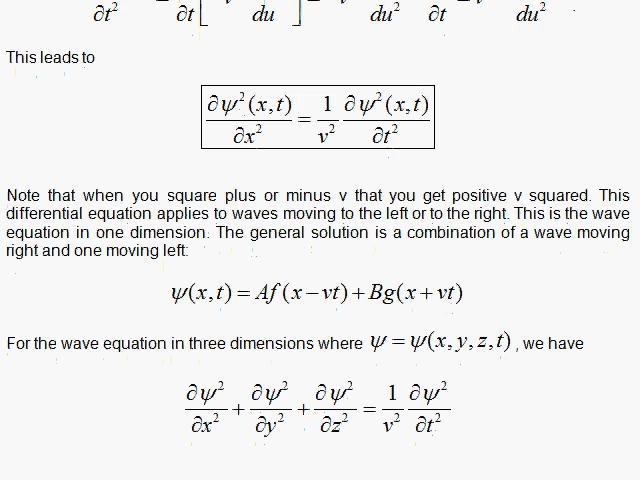 ∂t² ∂t[ du ]= du² ∂t du² .
This leads to
∂ψ²(x,t)/∂x² = 1/v² ∂ψ²(x,t)/∂t²
Note that when you square plus or minus v that you get positive v squared. This
differential equation applies to waves moving to the left or to the right. This is the wave
equation in one dimension. The general solution is a combination of a wave moving
right and one moving left:
ψ(x,t) = Af(x−vt)+Bg(x+vt)
For the wave equation in three dimensions where ψ = ψ(x,y,z,t), we have
∂ψ²/∂x² + ∂ψ²/∂y² + ∂ψ²/∂z² = 1/v² ∂ψ²/∂t²